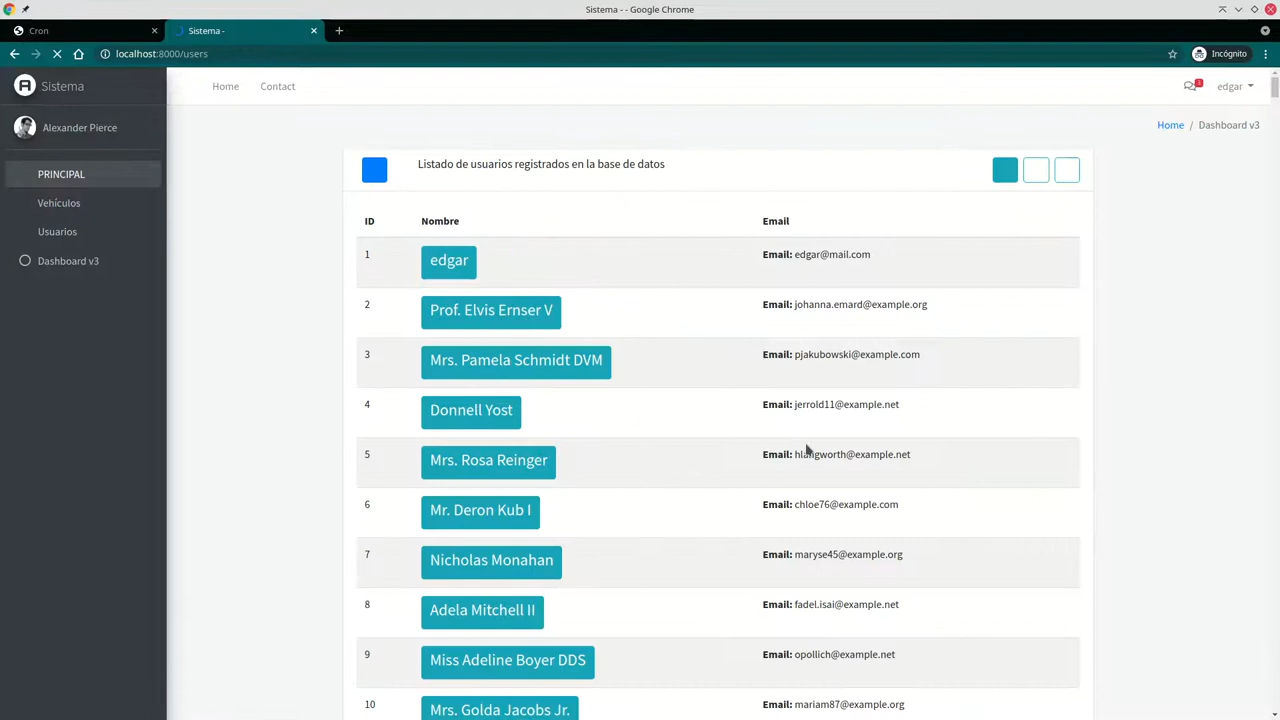 Sistema - - Google Chrome
Cron
Sistema -
localhost:8000/users
Incógnito
Sistema
Home
Contact
3
edgar
Alexander Pierce
Home / Dashboard v3
PRINCIPAL
Vehículos
Usuarios
Dashboard v3
Listado de usuarios registrados en la base de datos
ID Nombre Email
1 edgar Email: edgar@mail.com
2 Prof. Elvis Ernser V Email: johanna.emard@example.org
3 Mrs. Pamela Schmidt DVM Email: pjakubowski@example.com
4 Donnell Yost Email: jerrold11@example.net
5 Mrs. Rosa Reinger Email: hlangworth@example.net
6 Mr. Deron Kub I Email: chloe76@example.com
7 Nicholas Monahan Email: maryse45@example.org
8 Adela Mitchell II Email: fadel.isai@example.net
9 Miss Adeline Boyer DDS Email: opollich@example.net
10 Mrs. Golda Jacobs Jr. Email: mariam87@example.org